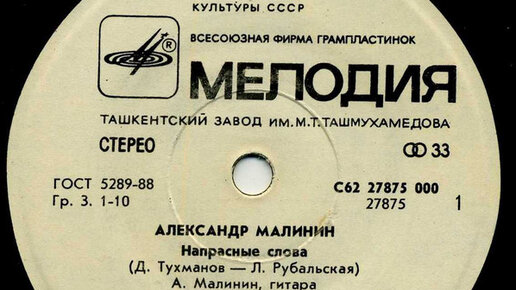 КУЛЬТУРЫ СССР
ВСЕСОЮЗНАЯ ФИРМА ГРАМПЛАСТИНОК
®
МЕЛОДИЯ
ТАШКЕНТСКИЙ ЗАВОД ИМ.М.Т.ТАШМУХАМЕДОВА
СТЕРЕО 33
ГОСТ 5289-88 С62 27875 000
Гр. 3. 1-10 27875 1
АЛЕКСАНДР МАЛИНИН
Напрасные слова
(Д. Тухманов — Л. Рубальская)
А. Малинин, гитара